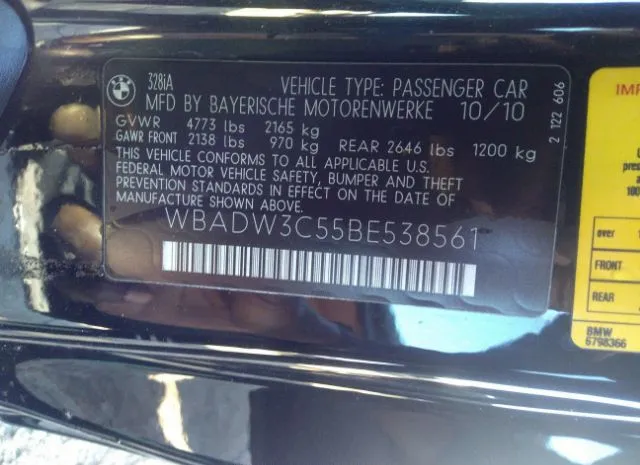 BMW
328iA
VEHICLE TYPE: PASSENGER CAR
MFD BY BAYERISCHE MOTORENWERKE 10/10
GVWR 4773 lbs 2165 kg
GAWR FRONT 2138 lbs 970 kg REAR 2646 lbs 1200 kg
THIS VEHICLE CONFORMS TO ALL APPLICABLE U.S.
FEDERAL MOTOR VEHICLE SAFETY, BUMPER AND THEFT
PREVENTION STANDARDS IN EFFECT ON THE DATE OF
MANUFACTURE SHOWN ABOVE.
WBADW3C55BE538561
2 122 606
IMP
over
FRONT
REAR
BMW
6798366